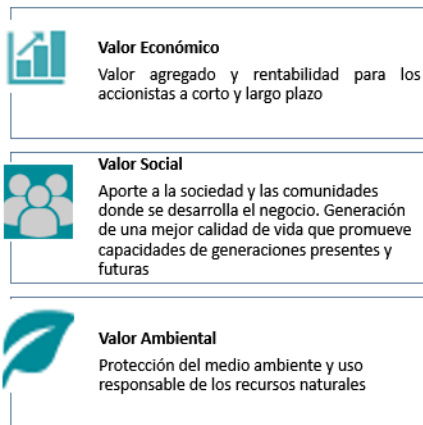 Valor Económico
Valor agregado y rentabilidad para los
accionistas a corto y largo plazo
Valor Social
Aporte a la sociedad y las comunidades
donde se desarrolla el negocio. Generación
de una mejor calidad de vida que promueve
capacidades de generaciones presentes y
futuras
Valor Ambiental
Protección del medio ambiente y uso
responsable de los recursos naturales